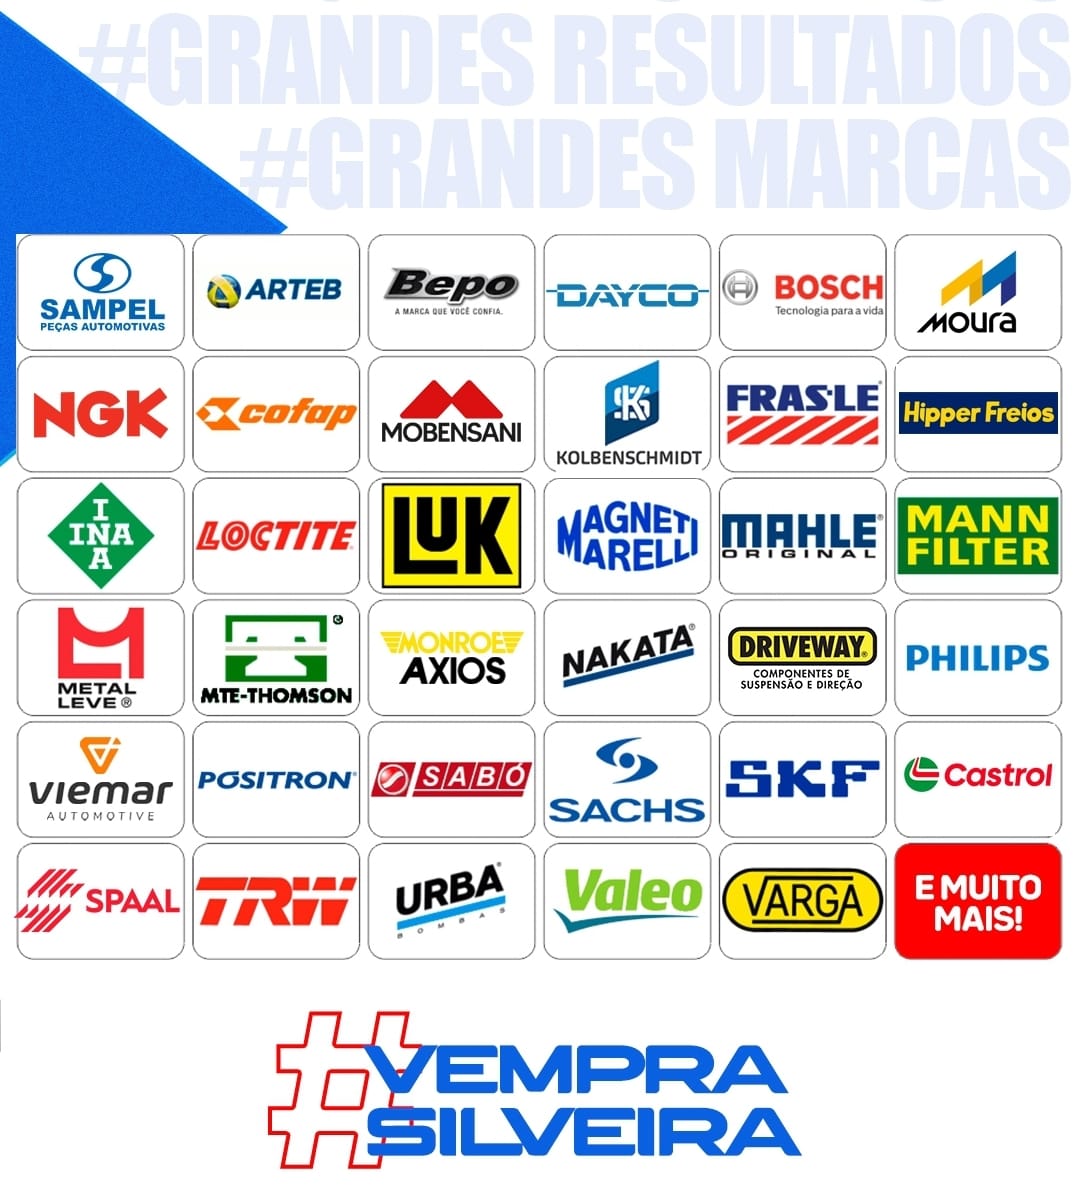 #GRANDES RESULTADOS
#GRANDES MARCAS
SAMPEL
PEÇAS AUTOMOTIVAS
ARTEB
Bepo
A MARCA QUE VOCÊ CONFIA.
DAYCO
BOSCH
Tecnologia para a vida
moura
NGK
cofap
MOBENSANI
KS
KOLBENSCHMIDT
FRAS-LE®
Hipper Freios
INA
INA
LOCTITE®
LUK
MAGNETI
MARELLI
MAHLE®
ORIGINAL
MANN
FILTER
METAL
LEVE®
MTE-THOMSON
MONROE
AXIOS
NAKATA®
DRIVEWAY®
COMPONENTES DE
SUSPENSÃO E DIREÇÃO
PHILIPS
viemar
AUTOMOTIVE
PÓSITRON®
SABÓ
SACHS
SKF
Castrol
SPAAL
TRW
URBA®
BOMBAS
Valeo
VARGA
E MUITO
MAIS!
#VEMPRA
SILVEIRA